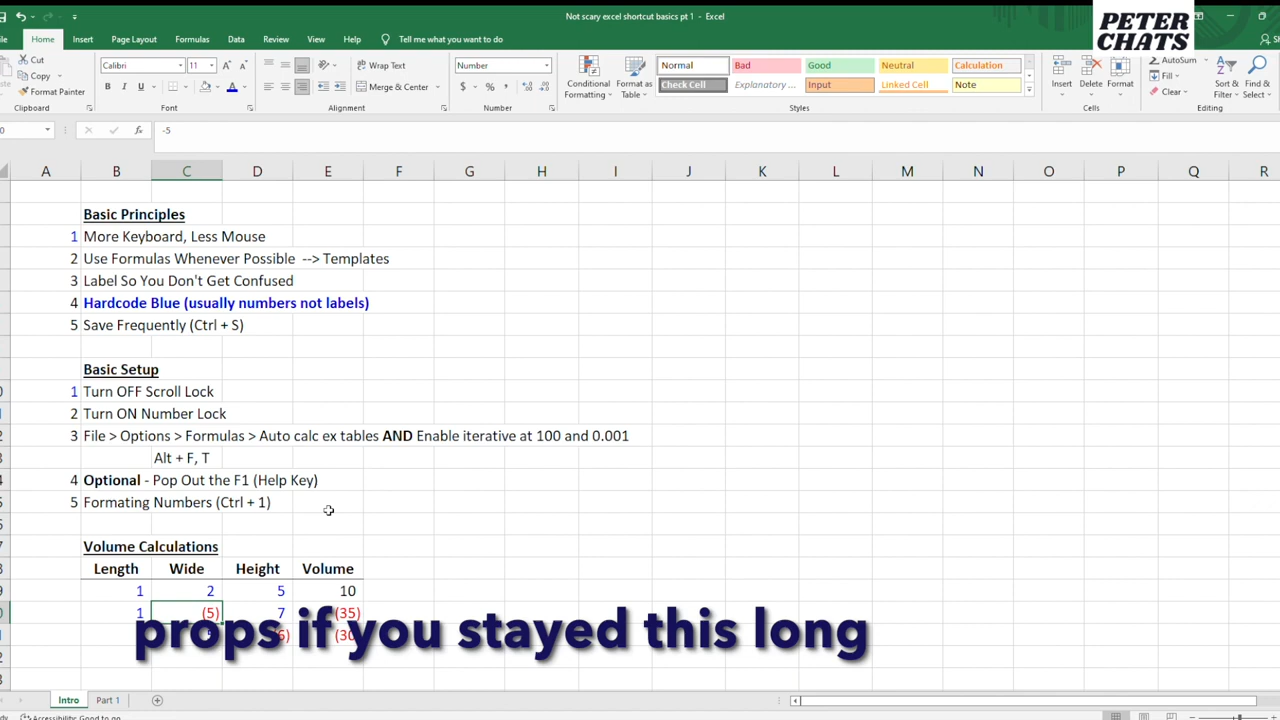 Not scary excel shortcut basics pt 1 - Excel
PETER
CHATS
Home Insert Page Layout Formulas Data Review View Help Tell me what you want to do
Cut
Copy
Format Painter
Clipboard
Calibri 11
B I U
Font
Wrap Text
Merge & Center
Alignment
Number
$ % ,
Number
Conditional Formatting
Format as Table
Normal Bad Good Neutral Calculation
Check Cell Explanatory ... Input Linked Cell Note
Styles
Insert Delete Format
Cells
AutoSum
Fill
Clear
Sort & Filter
Find & Select
Editing
-5
A B C D E F G H I J K L M N O P Q R
Basic Principles
1 More Keyboard, Less Mouse
2 Use Formulas Whenever Possible --> Templates
3 Label So You Don't Get Confused
4 Hardcode Blue (usually numbers not labels)
5 Save Frequently (Ctrl + S)
Basic Setup
1 Turn OFF Scroll Lock
2 Turn ON Number Lock
3 File > Options > Formulas > Auto calc ex tables AND Enable iterative at 100 and 0.001
Alt + F, T
4 Optional - Pop Out the F1 (Help Key)
5 Formating Numbers (Ctrl + 1)
Volume Calculations
Length Wide Height Volume
1 2 5 10
1 (5) 7 (35)
props if you stayed this long
Intro Part 1
Accessibility: Good to go